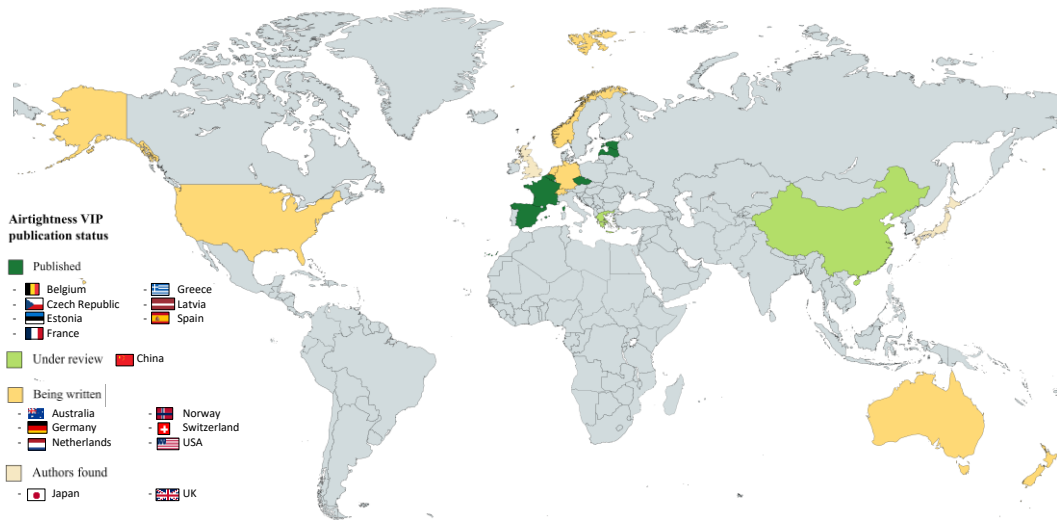 Airtightness VIP
publication status
Published
- Belgium - Greece
- Czech Republic - Latvia
- Estonia - Spain
- France
Under review China
Being written
- Australia - Norway
- Germany - Switzerland
- Netherlands - USA
Authors found
- Japan - UK